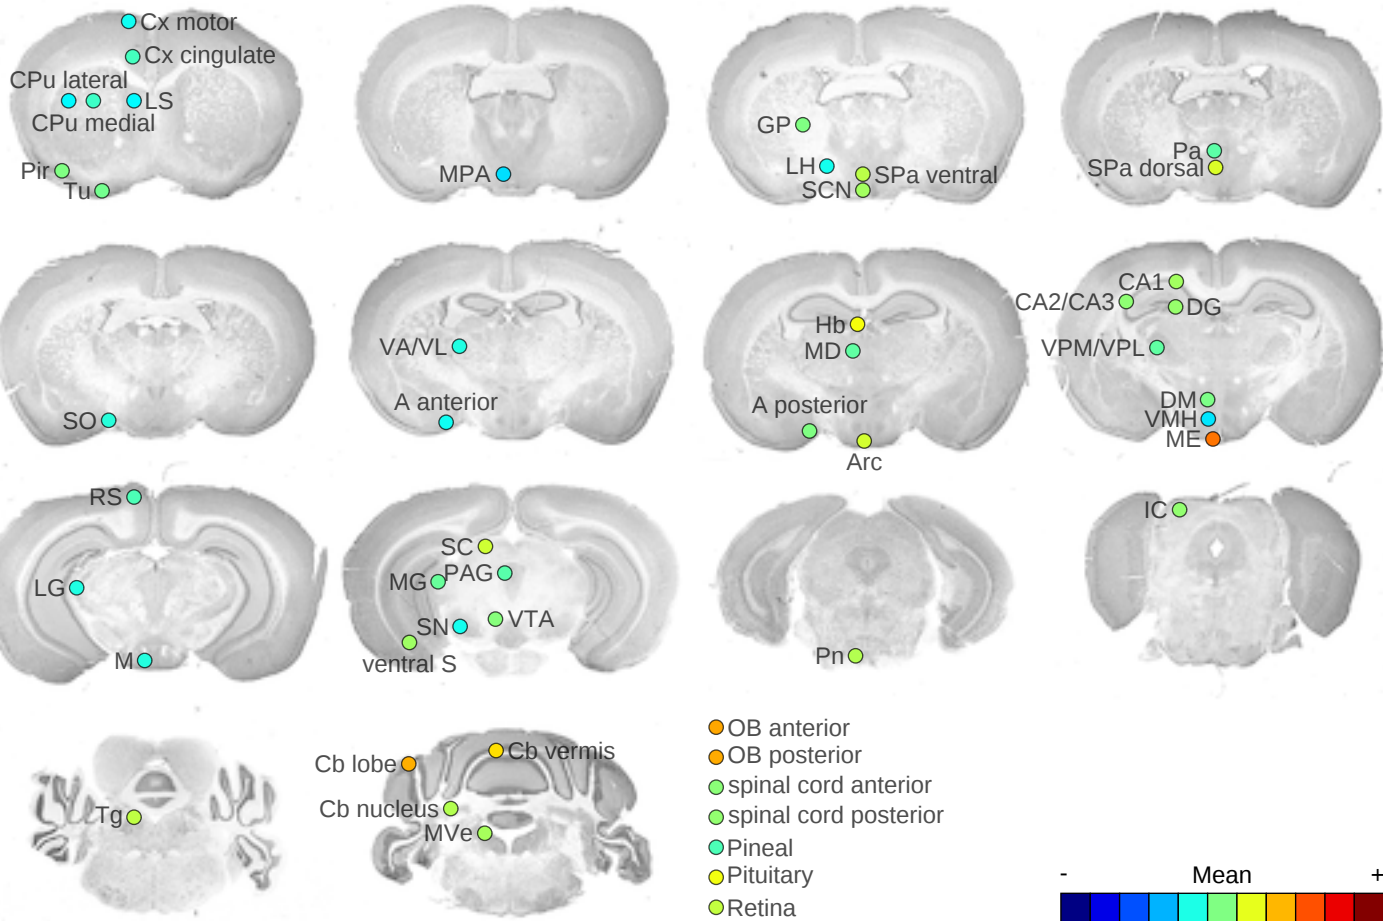 Cx motor
Cx cingulate
CPu lateral
LS
CPu medial
Pir
Tu
MPA
GP
LH
SPa ventral
SCN
Pa
SPa dorsal
SO
VA/VL
A anterior
Hb
MD
A posterior
Arc
CA1
CA2/CA3
DG
VPM/VPL
DM
VMH
ME
RS
LG
M
SC
PAG
MG
VTA
SN
ventral S
Pn
IC
Tg
Cb vermis
Cb lobe
Cb nucleus
MVe
OB anterior
OB posterior
spinal cord anterior
spinal cord posterior
Pineal
Pituitary
Retina
- Mean +